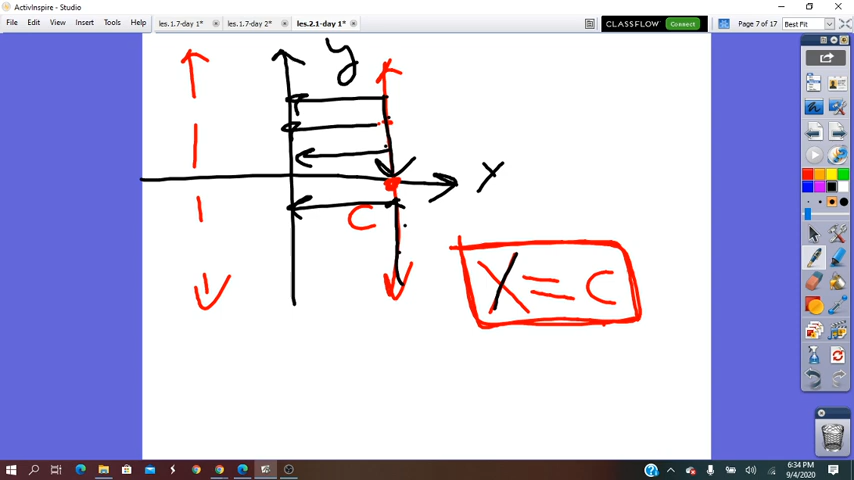 ActivInspire - Studio
File Edit View Insert Tools Help
les.1.7-day 1*
les.1.7-day 2*
les.2.1-day 1*
CLASSFLOW
Connect
Page 7 of 17
Best Fit
y
x
C
X = C
6:34 PM
9/4/2020